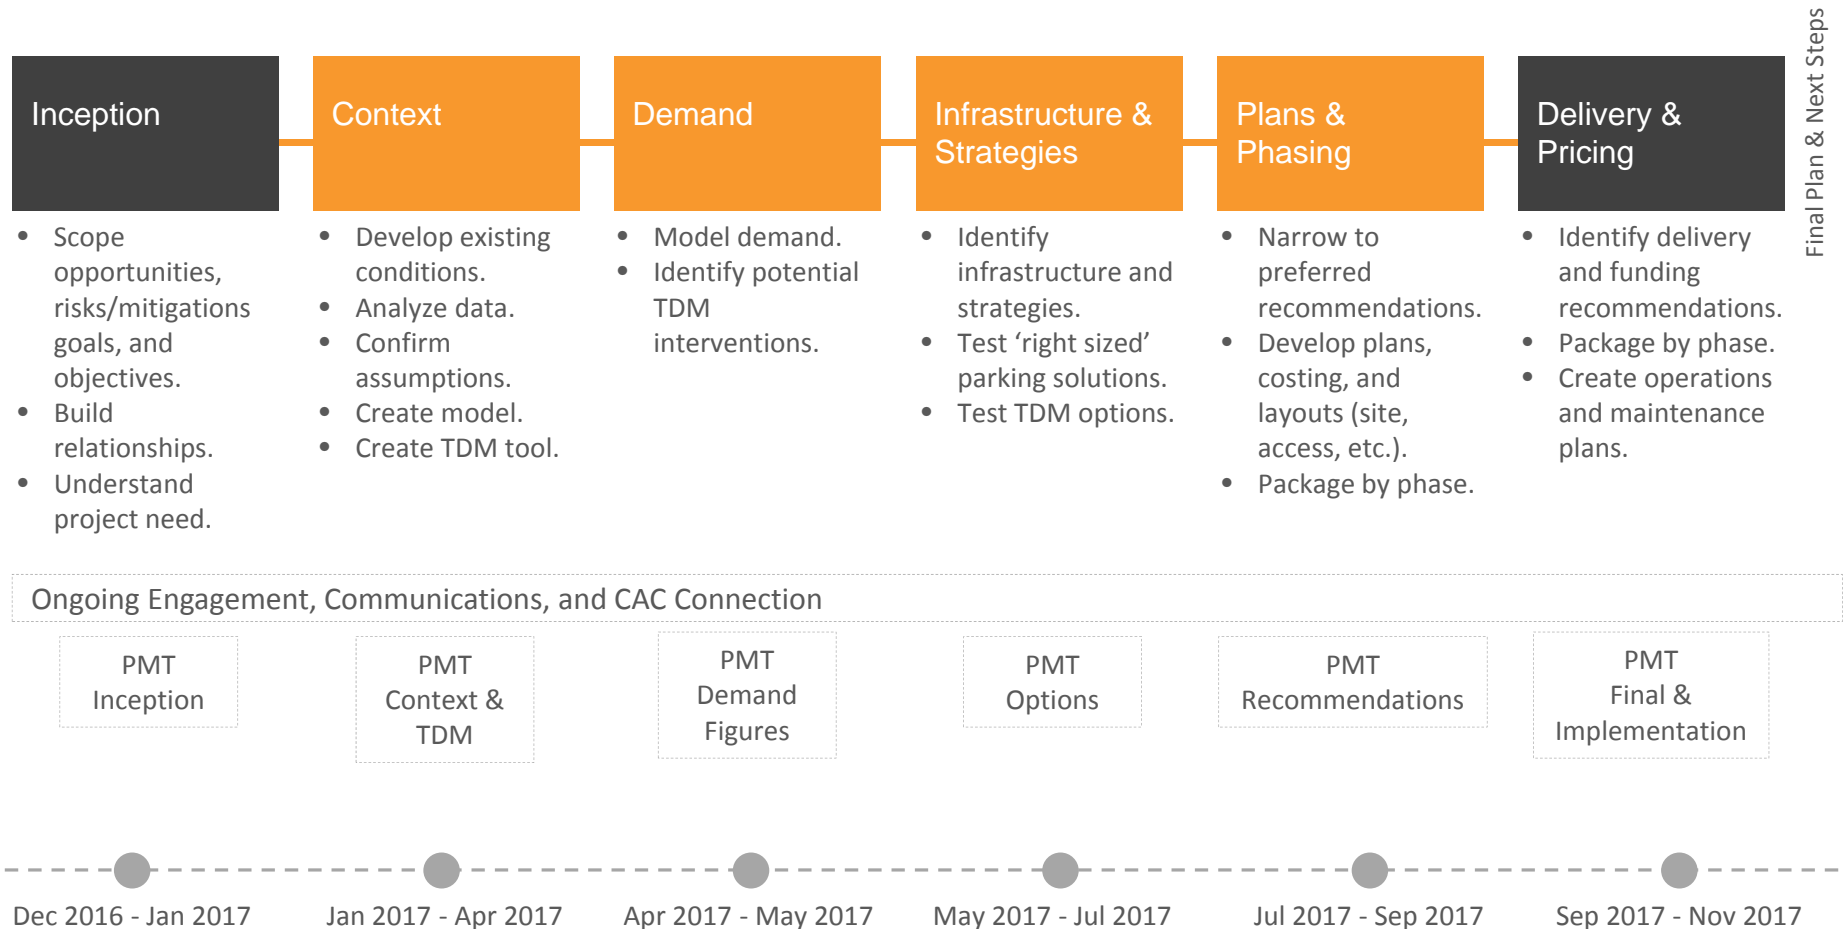 Inception
Context
Demand
Infrastructure &
Strategies
Plans &
Phasing
Delivery &
Pricing
Final Plan & Next Steps
• Scope
opportunities,
risks/mitigations
goals, and
objectives.
• Build
relationships.
• Understand
project need.
• Develop existing
conditions.
• Analyze data.
• Confirm
assumptions.
• Create model.
• Create TDM tool.
• Model demand.
• Identify potential
TDM
interventions.
• Identify
infrastructure and
strategies.
• Test ‘right sized’
parking solutions.
• Test TDM options.
• Narrow to
preferred
recommendations.
• Develop plans,
costing, and
layouts (site,
access, etc.).
• Package by phase.
• Identify delivery
and funding
recommendations.
• Package by phase.
• Create operations
and maintenance
plans.
Ongoing Engagement, Communications, and CAC Connection
PMT
Inception
PMT
Context &
TDM
PMT
Demand
Figures
PMT
Options
PMT
Recommendations
PMT
Final &
Implementation
Dec 2016 - Jan 2017
Jan 2017 - Apr 2017
Apr 2017 - May 2017
May 2017 - Jul 2017
Jul 2017 - Sep 2017
Sep 2017 - Nov 2017